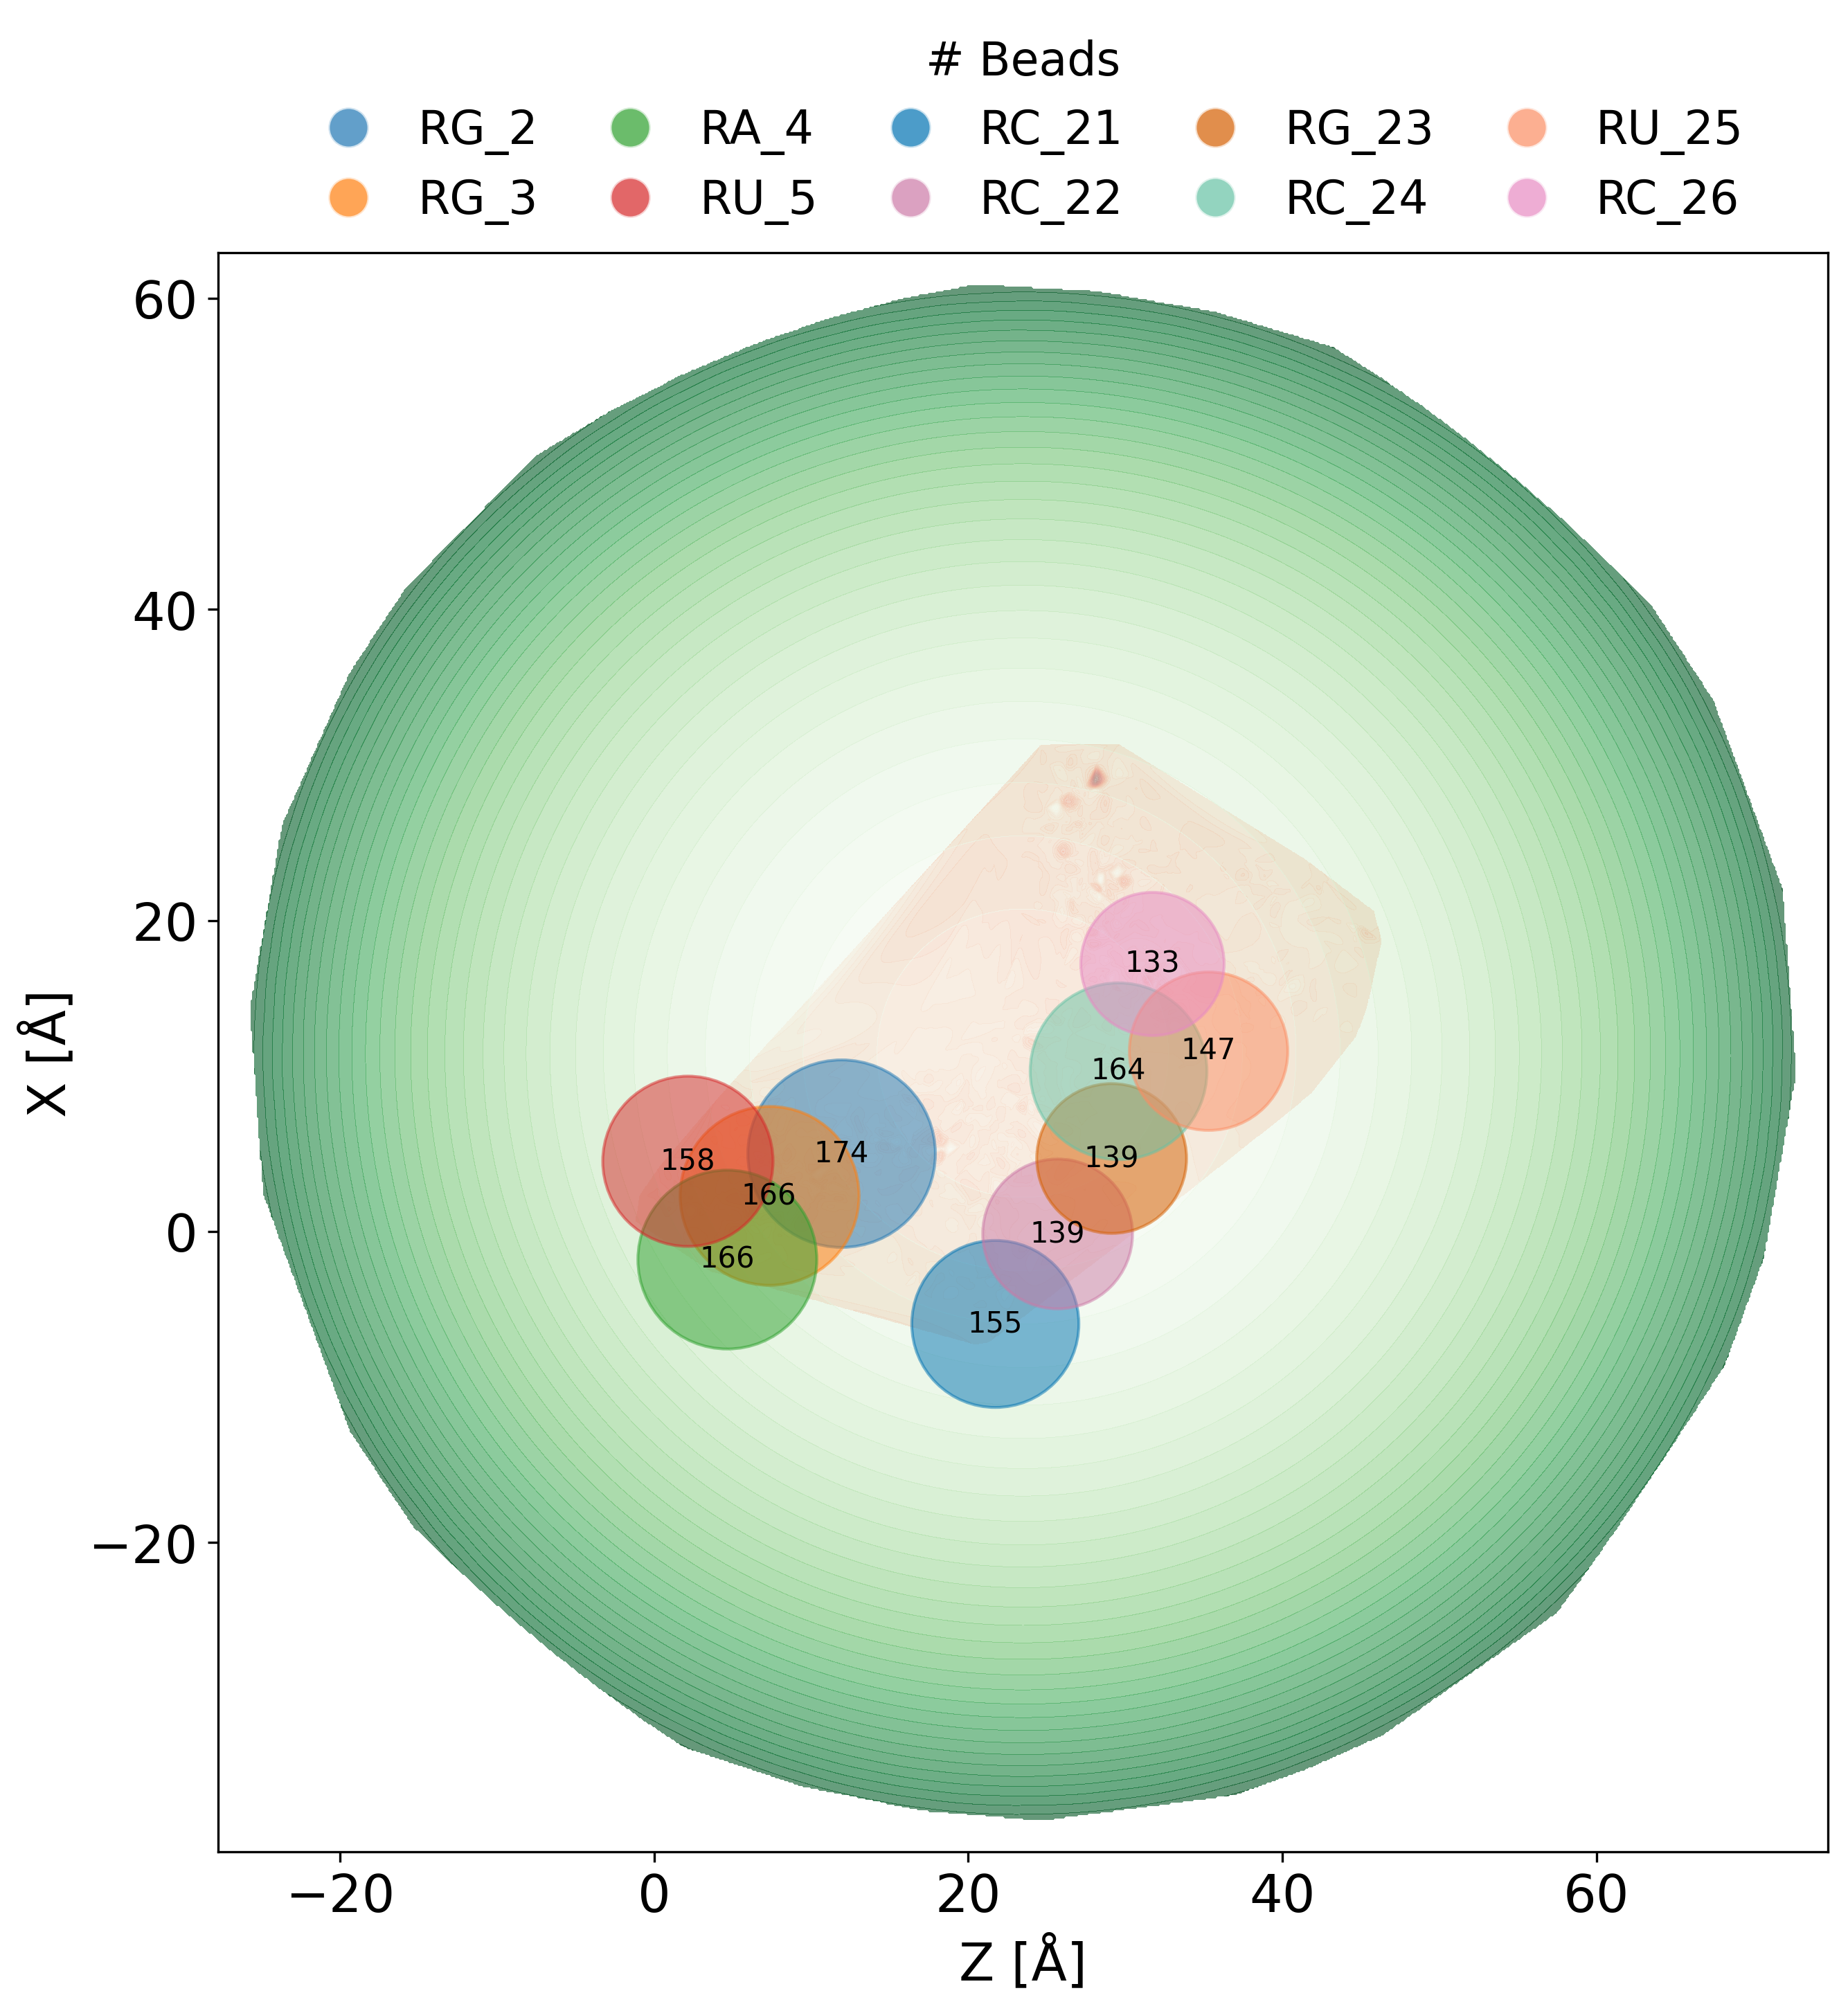 # Beads
RG_2 RA_4 RC_21 RG_23 RU_25
RG_3 RU_5 RC_22 RC_24 RC_26
60
40
20
0
−20
X [Å]
133
147
164
174
139
158
166
139
166
155
−20 0 20 40 60
Z [Å]